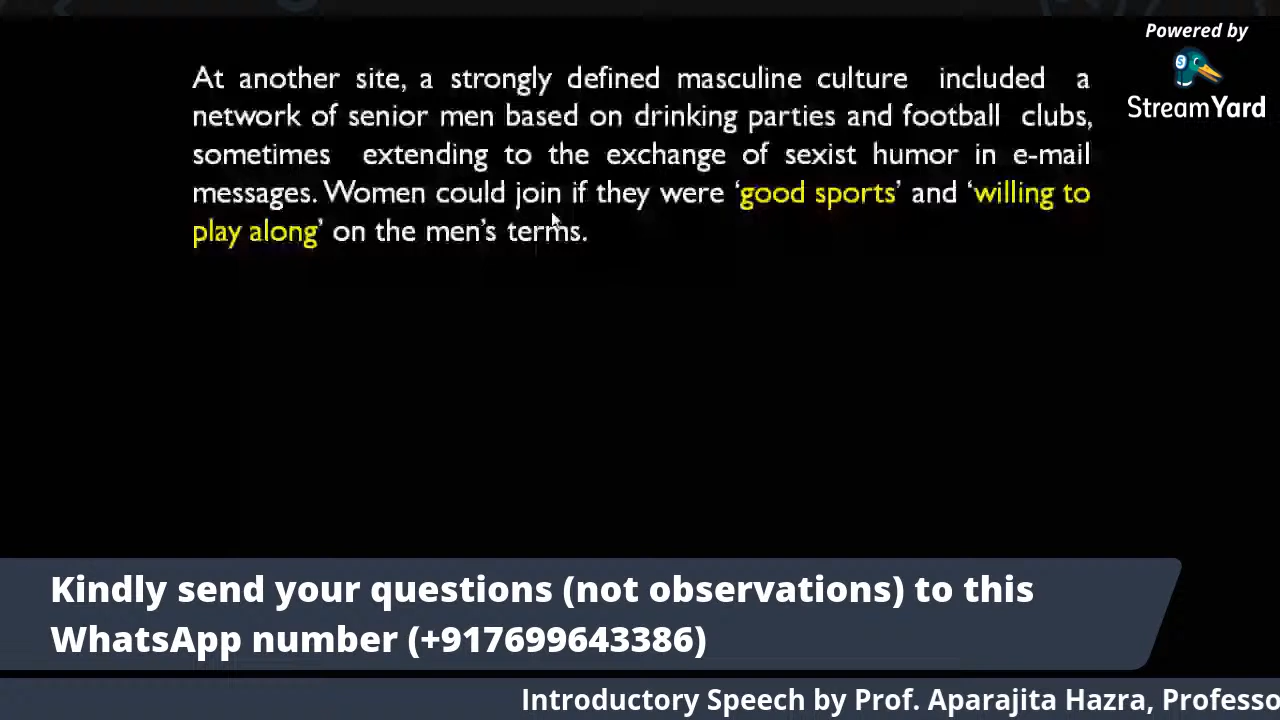 Powered by
StreamYard
At another site, a strongly defined masculine culture included a
network of senior men based on drinking parties and football clubs,
sometimes extending to the exchange of sexist humor in e-mail
messages. Women could join if they were ‘good sports’ and ‘willing to
play along’ on the men’s terms.
Kindly send your questions (not observations) to this
WhatsApp number (+917699643386)
Introductory Speech by Prof. Aparajita Hazra, Professo